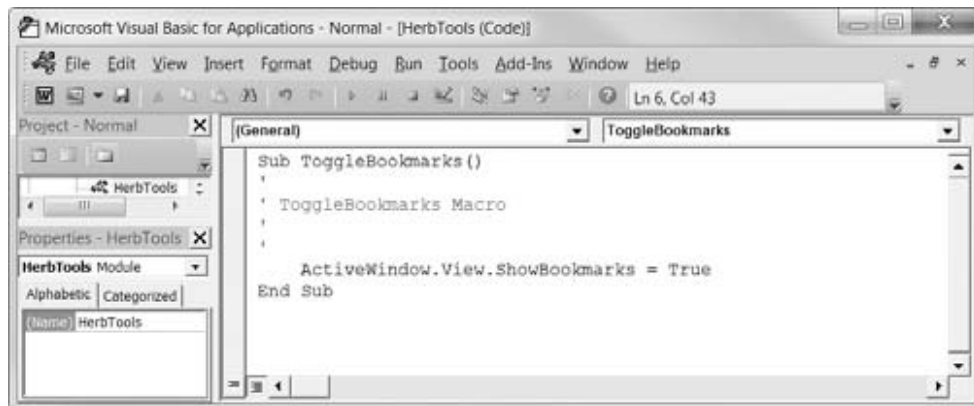 Microsoft Visual Basic for Applications - Normal - [HerbTools (Code)]
File Edit View Insert Format Debug Run Tools Add-Ins Window Help
Ln 6, Col 43
Project - Normal
HerbTools
Properties - HerbTools
HerbTools Module
Alphabetic Categorized
(Name) HerbTools
(General) ToggleBookmarks
Sub ToggleBookmarks()
'
' ToggleBookmarks Macro
'
'
ActiveWindow.View.ShowBookmarks = True
End Sub